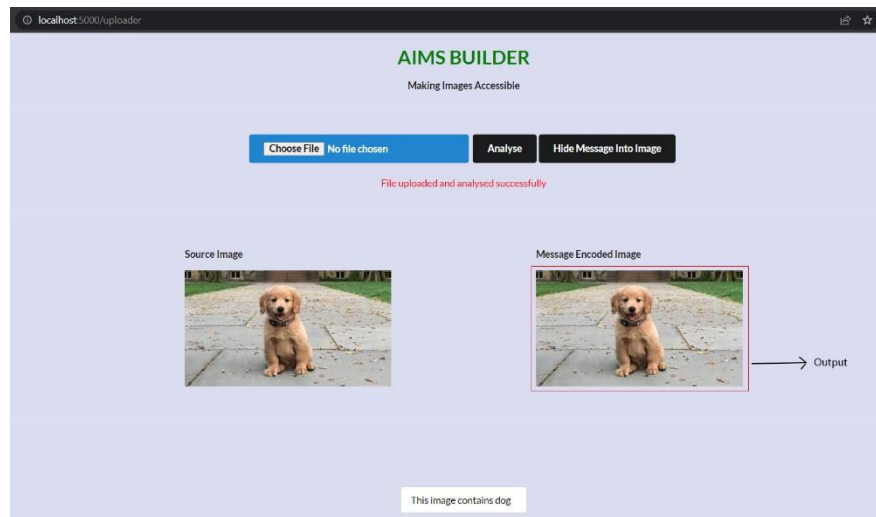 localhost:5000/uploader
AIMS BUILDER
Making Images Accessible
Choose File No file chosen Analyse Hide Message Into Image
File uploaded and analysed successfully
Source Image Message Encoded Image
Output
This image contains dog